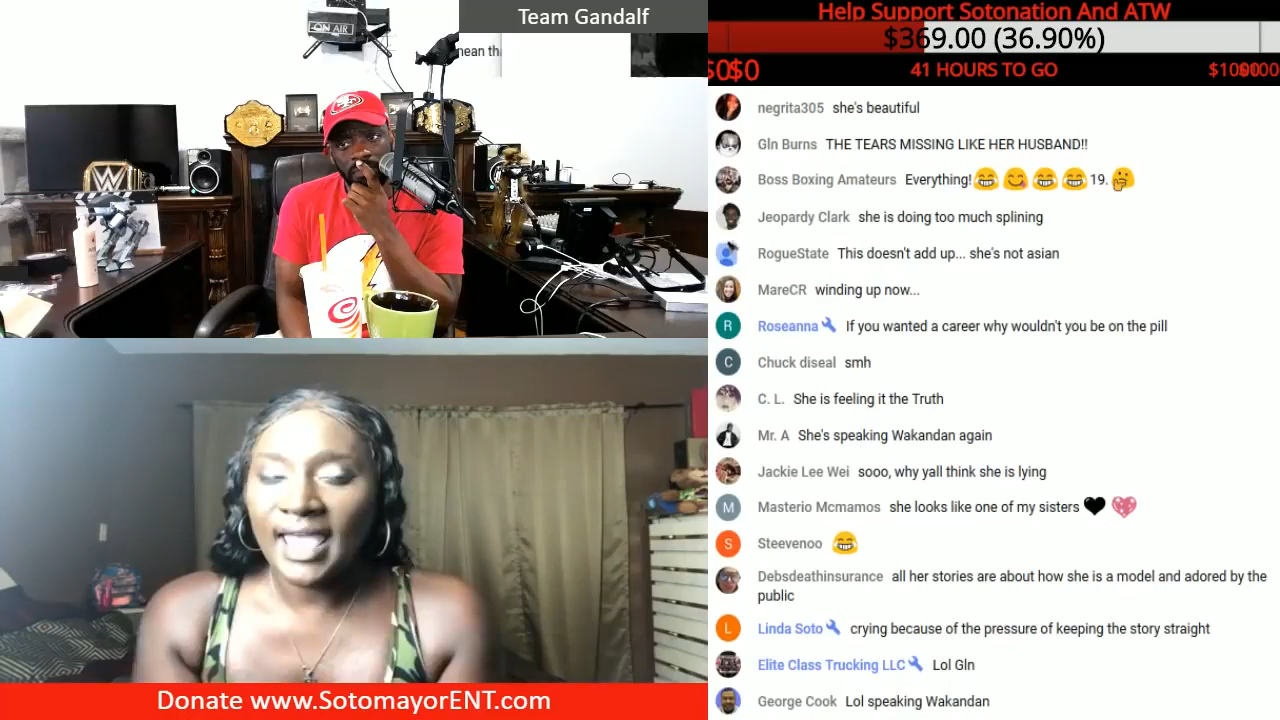 Team Gandalf
ON AIR
Help Support Sotonation And ATW
$369.00 (36.90%)
41 HOURS TO GO
negrita305 she's beautiful
Gln Burns THE TEARS MISSING LIKE HER HUSBAND!!
Boss Boxing Amateurs Everything!😂😊😂😂 19.🤔
Jeopardy Clark she is doing too much splining
RogueState This doesn't add up... she's not asian
MareCR winding up now...
R Roseanna If you wanted a career why wouldn't you be on the pill
C Chuck diseal smh
C. L. She is feeling it the Truth
Mr. A She's speaking Wakandan again
Jackie Lee Wei sooo, why yall think she is lying
M Masterio Mcmamos she looks like one of my sisters 🖤 💖
S Steevenoo 😂
Debsdeathinsurance all her stories are about how she is a model and adored by the
public
L Linda Soto crying because of the pressure of keeping the story straight
Elite Class Trucking LLC Lol Gln
George Cook Lol speaking Wakandan
Donate www.SotomayorENT.com